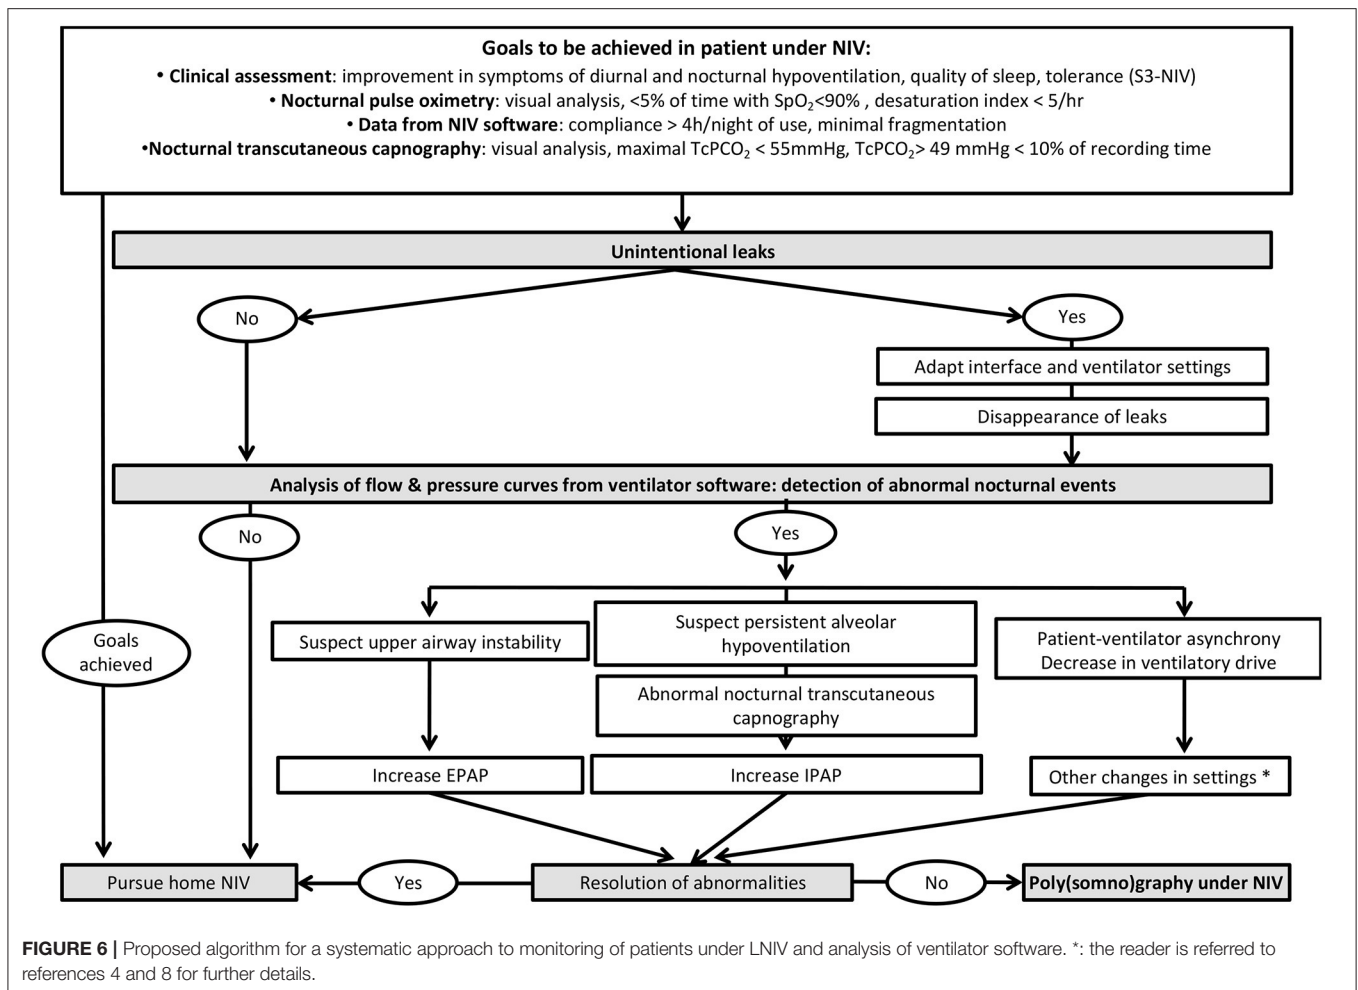 Goals to be achieved in patient under NIV:
• Clinical assessment: improvement in symptoms of diurnal and nocturnal hypoventilation, quality of sleep, tolerance (S3-NIV)
• Nocturnal pulse oximetry: visual analysis, <5% of time with SpO₂<90% , desaturation index < 5/hr
• Data from NIV software: compliance > 4h/night of use, minimal fragmentation
•Nocturnal transcutaneous capnography: visual analysis, maximal TcPCO₂ < 55mmHg, TcPCO₂> 49 mmHg < 10% of recording time
Unintentional leaks
No
Yes
Adapt interface and ventilator settings
Disappearance of leaks
Analysis of flow & pressure curves from ventilator software: detection of abnormal nocturnal events
No
Yes
Goals
achieved
Suspect upper airway instability
Suspect persistent alveolar
hypoventilation
Patient-ventilator asynchrony
Decrease in ventilatory drive
Abnormal nocturnal transcutaneous
capnography
Increase EPAP
Increase IPAP
Other changes in settings *
Pursue home NIV
Yes
Resolution of abnormalities
No
Poly(somno)graphy under NIV
FIGURE 6 | Proposed algorithm for a systematic approach to monitoring of patients under LNIV and analysis of ventilator software. *: the reader is referred to
references 4 and 8 for further details.